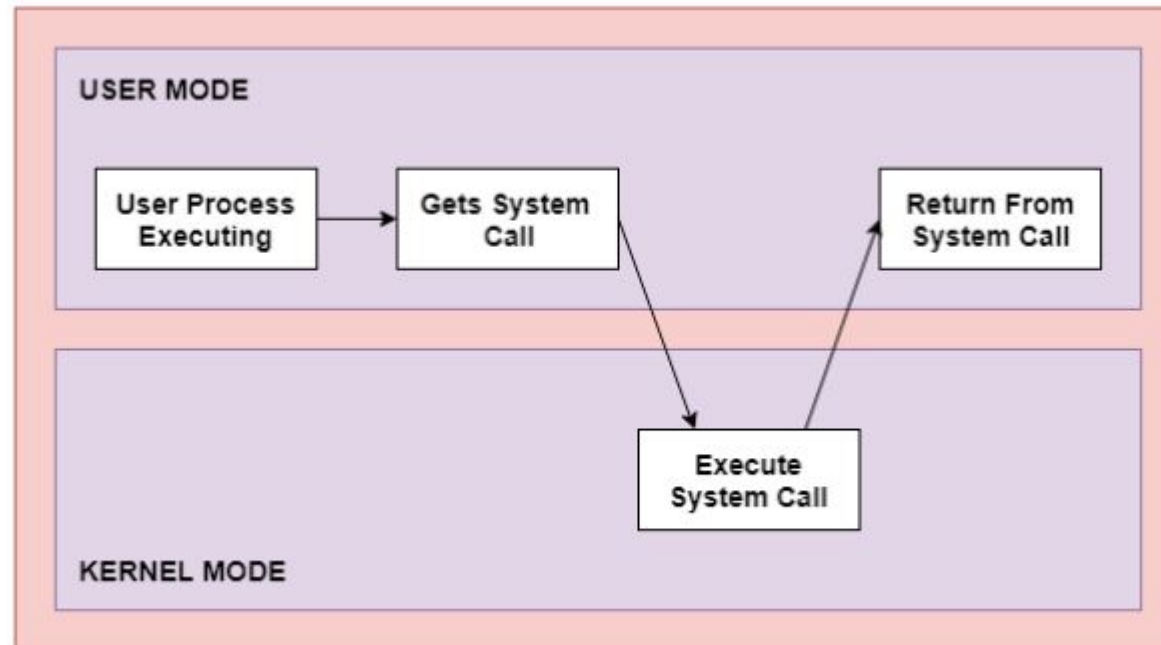 USER MODE
User Process
Executing
Gets System
Call
Return From
System Call
Execute
System Call
KERNEL MODE